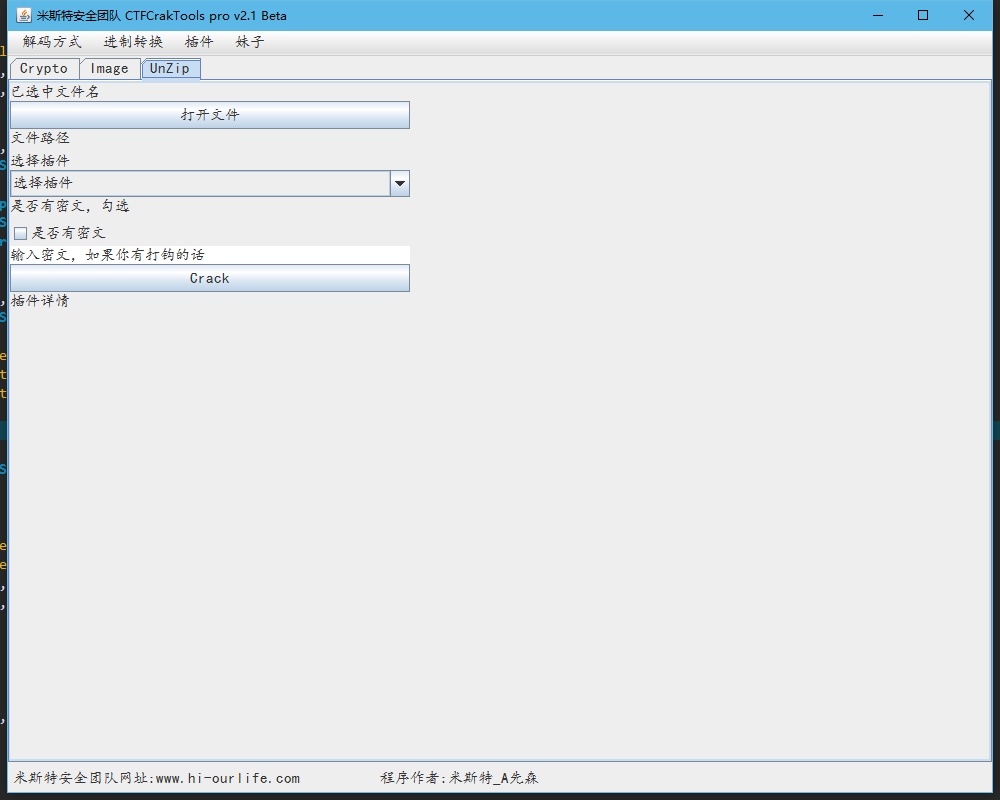 米斯特安全团队 CTFCrakTools pro v2.1 Beta
解码方式 进制转换 插件 妹子
Crypto Image UnZip
已选中文件名
打开文件
文件路径
选择插件
选择插件
是否有密文，勾选
是否有密文
输入密文，如果你有打钩的话
Crack
插件详情
米斯特安全团队网址:www.hi-ourlife.com 程序作者:米斯特_A先森